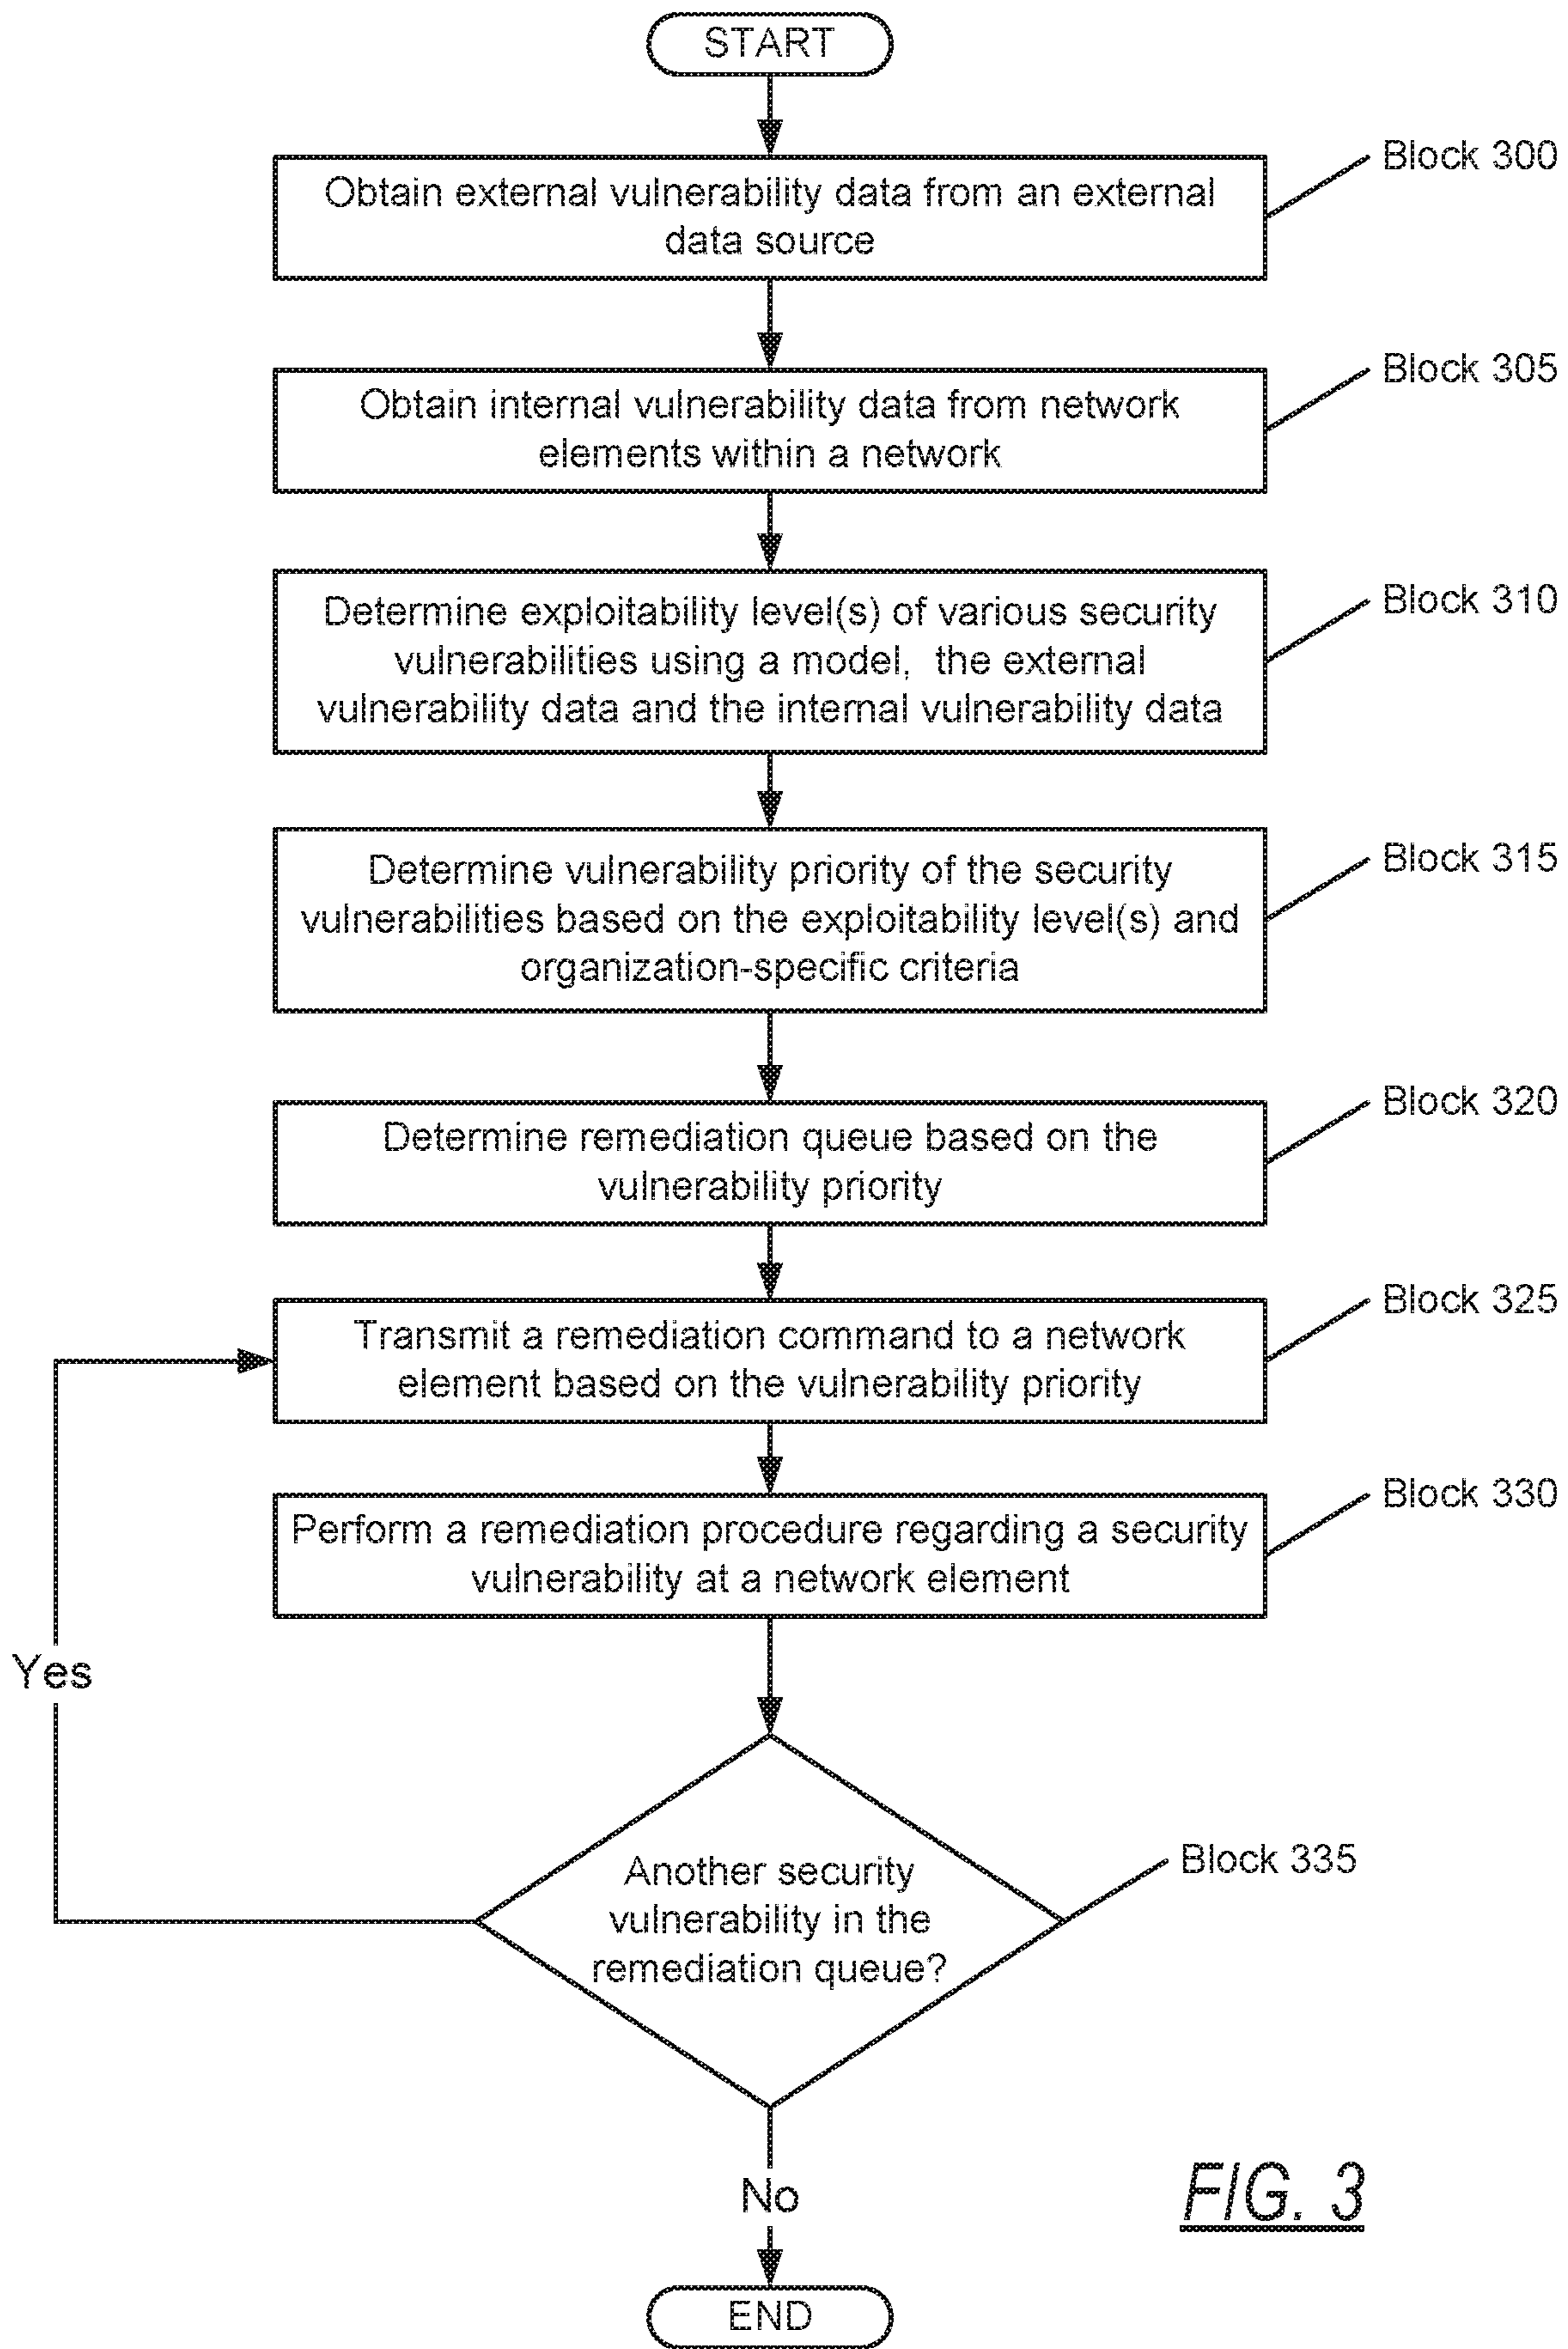 START
Block 300
Obtain external vulnerability data from an external
data source
Block 305
Obtain internal vulnerability data from network
elements within a network
Block 310
Determine exploitability level(s) of various security
vulnerabilities using a model, the external
vulnerability data and the internal vulnerability data
Block 315
Determine vulnerability priority of the security
vulnerabilities based on the exploitability level(s) and
organization-specific criteria
Block 320
Determine remediation queue based on the
vulnerability priority
Block 325
Transmit a remediation command to a network
element based on the vulnerability priority
Block 330
Perform a remediation procedure regarding a security
vulnerability at a network element
Yes
Block 335
Another security
vulnerability in the
remediation queue?
No
FIG. 3
END